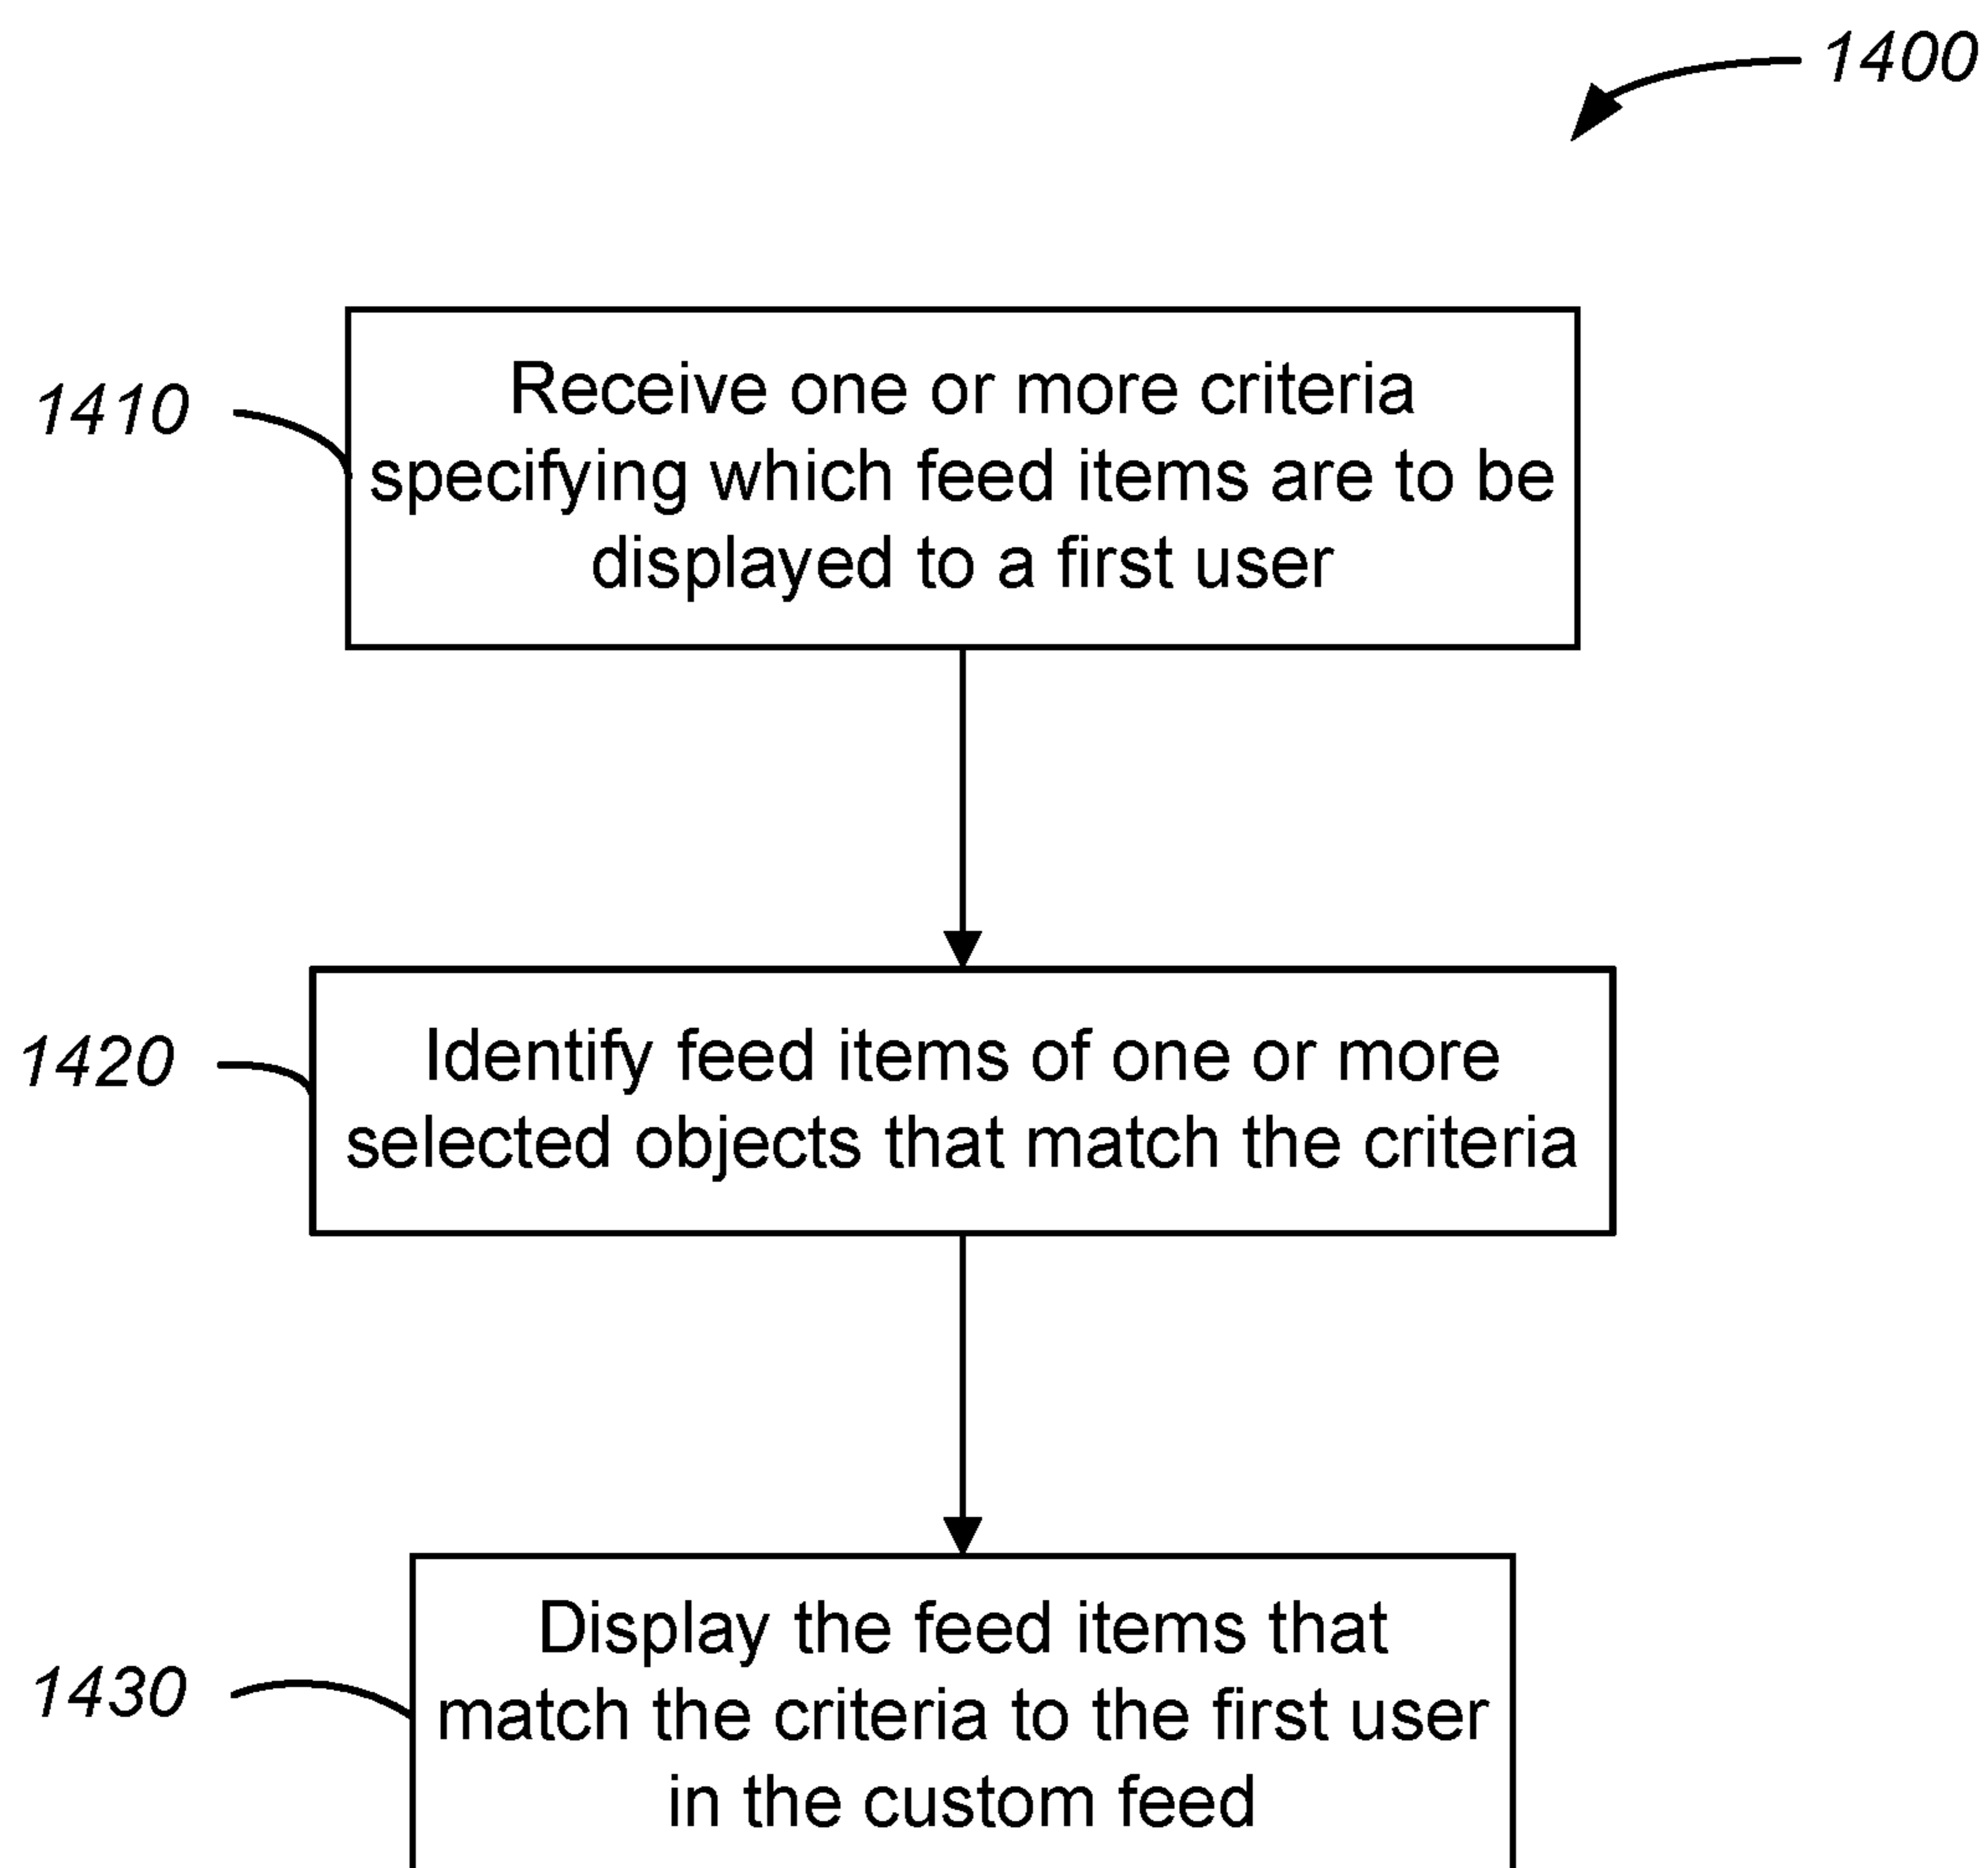 1400
1410
Receive one or more criteria
specifying which feed items are to be
displayed to a first user
1420
Identify feed items of one or more
selected objects that match the criteria
1430
Display the feed items that
match the criteria to the first user
in the custom feed